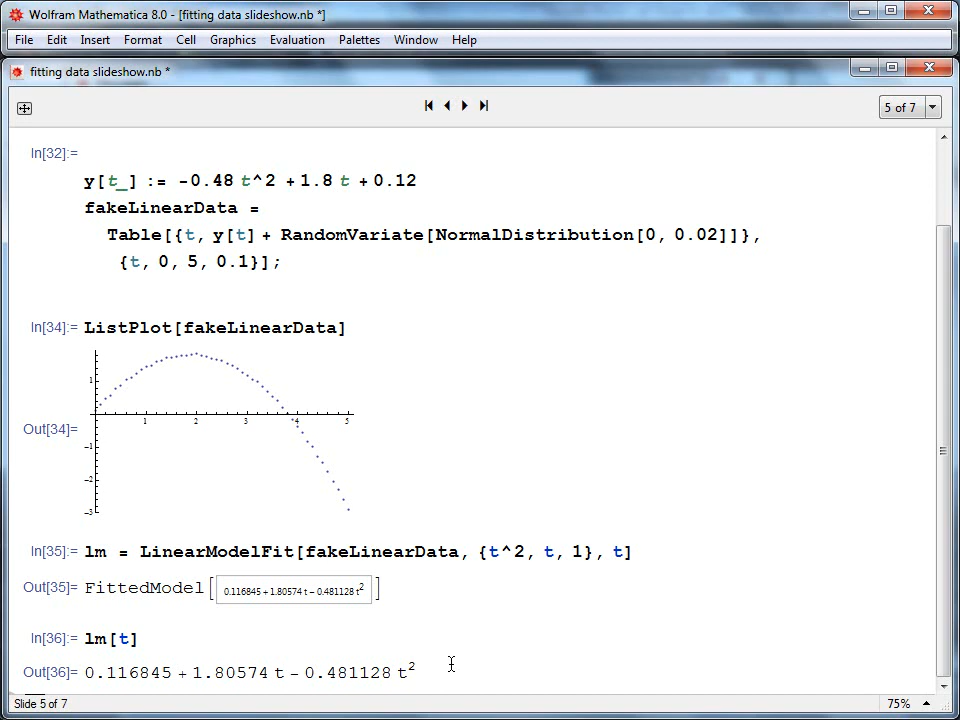 Wolfram Mathematica 8.0 - [fitting data slideshow.nb *]
File Edit Insert Format Cell Graphics Evaluation Palettes Window Help
fitting data slideshow.nb *
5 of 7
In[32]:=
y[t_] := -0.48 t^2 + 1.8 t + 0.12
fakeLinearData =
Table[{t, y[t] + RandomVariate[NormalDistribution[0, 0.02]]},
{t, 0, 5, 0.1}];
In[34]:= ListPlot[fakeLinearData]
1
1 2 3 4 5
Out[34]=
-1
-2
-3
In[35]:= lm = LinearModelFit[fakeLinearData, {t^2, t, 1}, t]
Out[35]= FittedModel[ 0.116845 + 1.80574 t - 0.481128 t² ]
In[36]:= lm[t]
Out[36]= 0.116845 + 1.80574 t - 0.481128 t²
Slide 5 of 7 75%